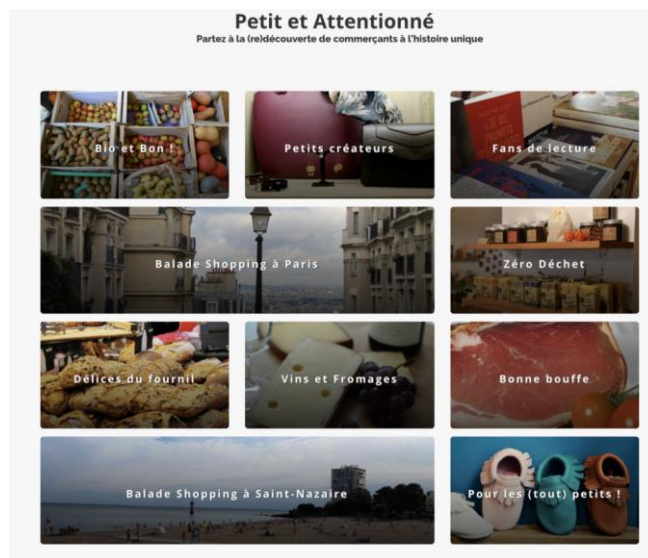 Petit et Attentionné
Partez à la (re)découverte de commerçants à l'histoire unique
Bio et Bon !
Petits créateurs
Fans de lecture
Balade Shopping à Paris
Zéro Déchet
Délices du fournil
Vins et Fromages
Bonne bouffe
Balade Shopping à Saint-Nazaire
Pour les (tout) petits !